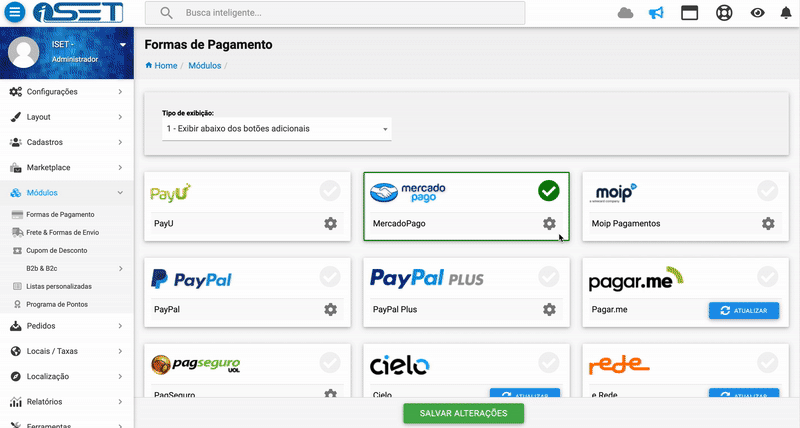 iSET
Busca inteligente...
ISET -
Administrador
Configurações
Layout
Cadastros
Marketplace
Módulos
Formas de Pagamento
Frete & Formas de Envio
Cupom de Desconto
B2b & B2c
Listas personalizadas
Programa de Pontos
Pedidos
Locais / Taxas
Localização
Relatórios
Ferramentas
Formas de Pagamento
Home / Módulos /
Tipo de exibição:
1 - Exibir abaixo dos botões adicionais
PayU
PayU
mercado
pago
MercadoPago
moip
Moip Pagamentos
PayPal
PayPal
PayPal PLUS
PayPal Plus
pagar.me
Pagar.me
ATUALIZAR
pagseguro
UOL
PagSeguro
cielo
Cielo
ATUALIZAR
rede
e.Rede
ATUALIZAR
SALVAR ALTERAÇÕES